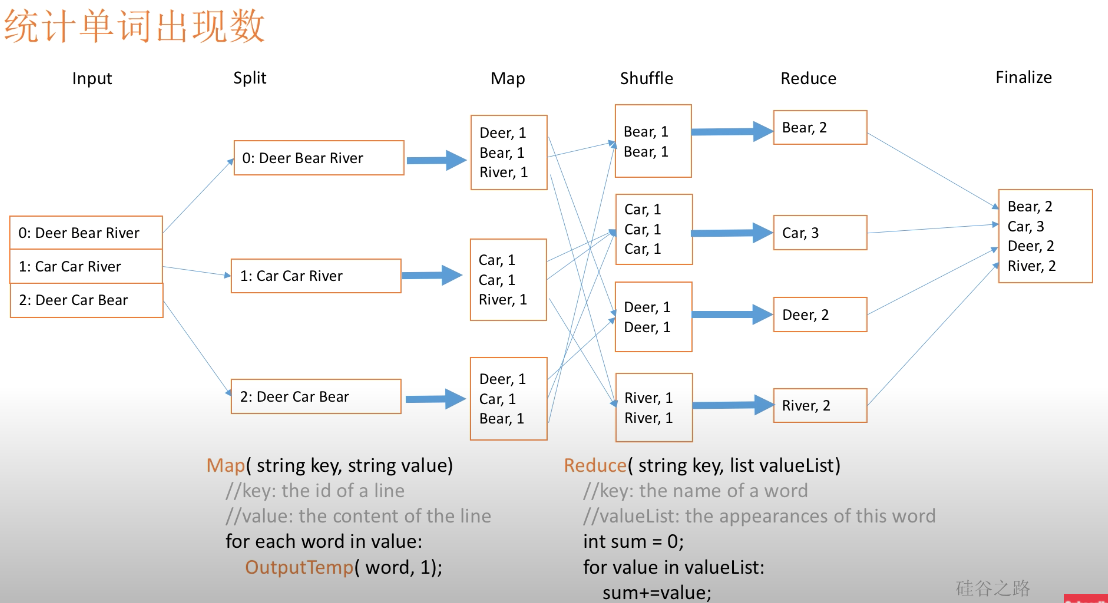 统计单词出现数
Input
Split
Map
Shuffle
Reduce
Finalize
0: Deer Bear River
1: Car Car River
2: Deer Car Bear
0: Deer Bear River
1: Car Car River
2: Deer Car Bear
Deer, 1
Bear, 1
River, 1
Car, 1
Car, 1
River, 1
Deer, 1
Car, 1
Bear, 1
Bear, 1
Bear, 1
Car, 1
Car, 1
Car, 1
Deer, 1
Deer, 1
River, 1
River, 1
Bear, 2
Car, 3
Deer, 2
River, 2
Bear, 2
Car, 3
Deer, 2
River, 2
Map( string key, string value)
//key: the id of a line
//value: the content of the line
for each word in value:
OutputTemp( word, 1);
Reduce( string key, list valueList)
//key: the name of a word
//valueList: the appearances of this word
int sum = 0;
for value in valueList:
sum+=value;
硅谷之路